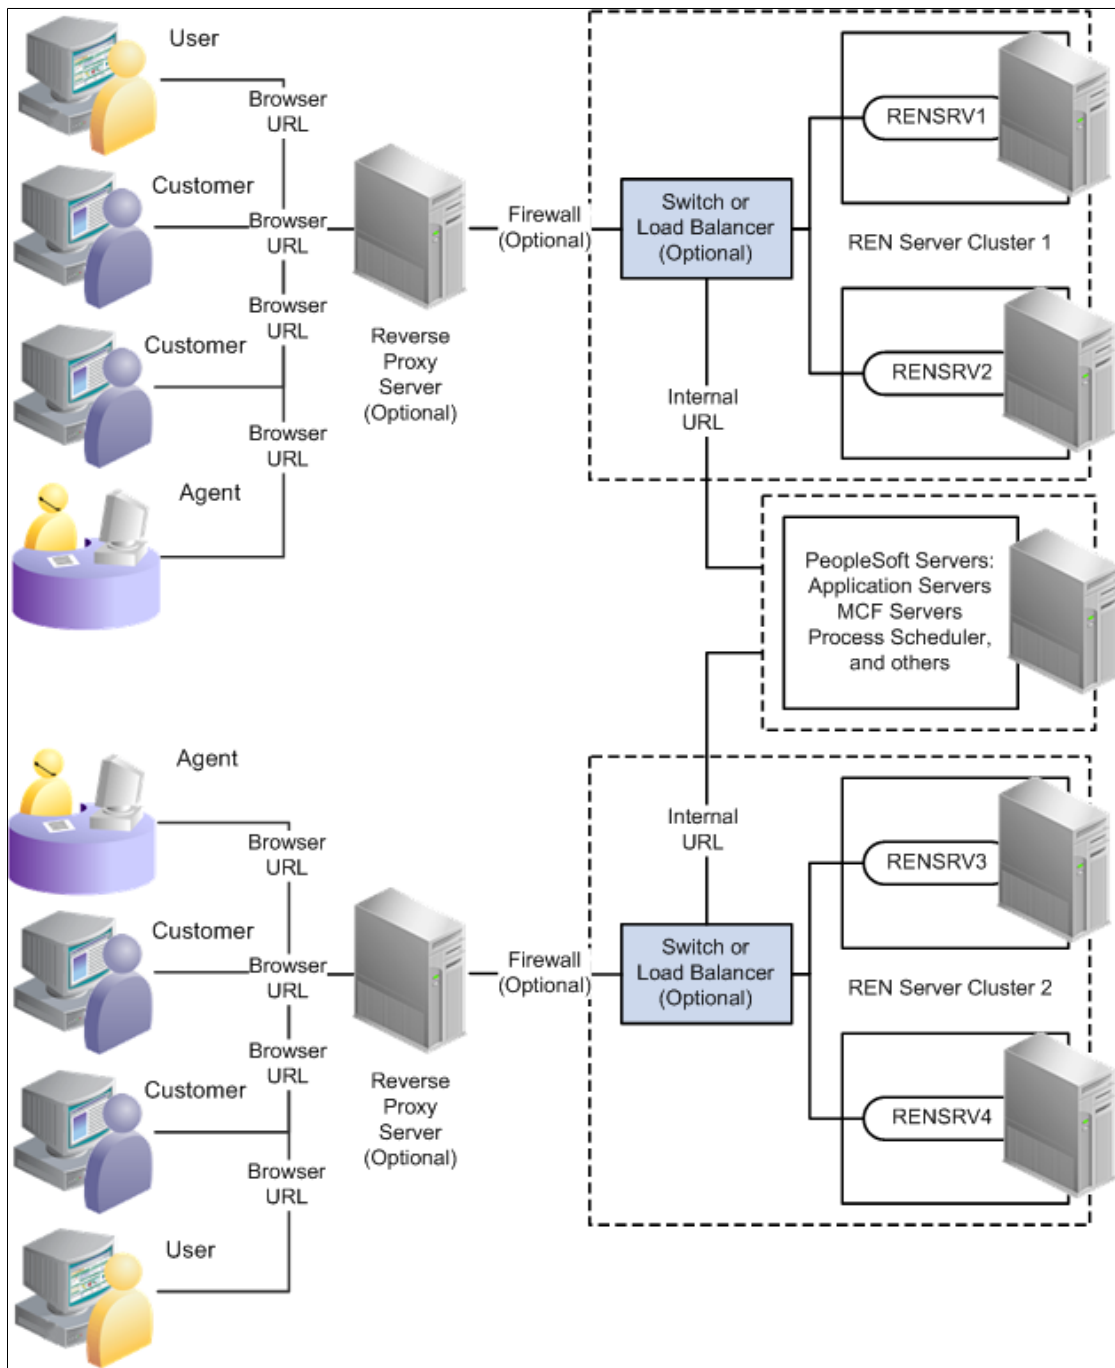 User
Browser
URL
Customer
Browser
URL
Browser
URL
Customer
Browser
URL
Agent
Reverse
Proxy
Server
(Optional)
Firewall
(Optional)
Switch or
Load Balancer
(Optional)
RENSRV1
REN Server Cluster 1
RENSRV2
Internal
URL
PeopleSoft Servers:
Application Servers
MCF Servers
Process Scheduler,
and others
Agent
Browser
URL
Customer
Browser
URL
Browser
URL
Customer
Browser
URL
User
Reverse
Proxy
Server
(Optional)
Firewall
(Optional)
Internal
URL
Switch or
Load Balancer
(Optional)
RENSRV3
REN Server Cluster 2
RENSRV4